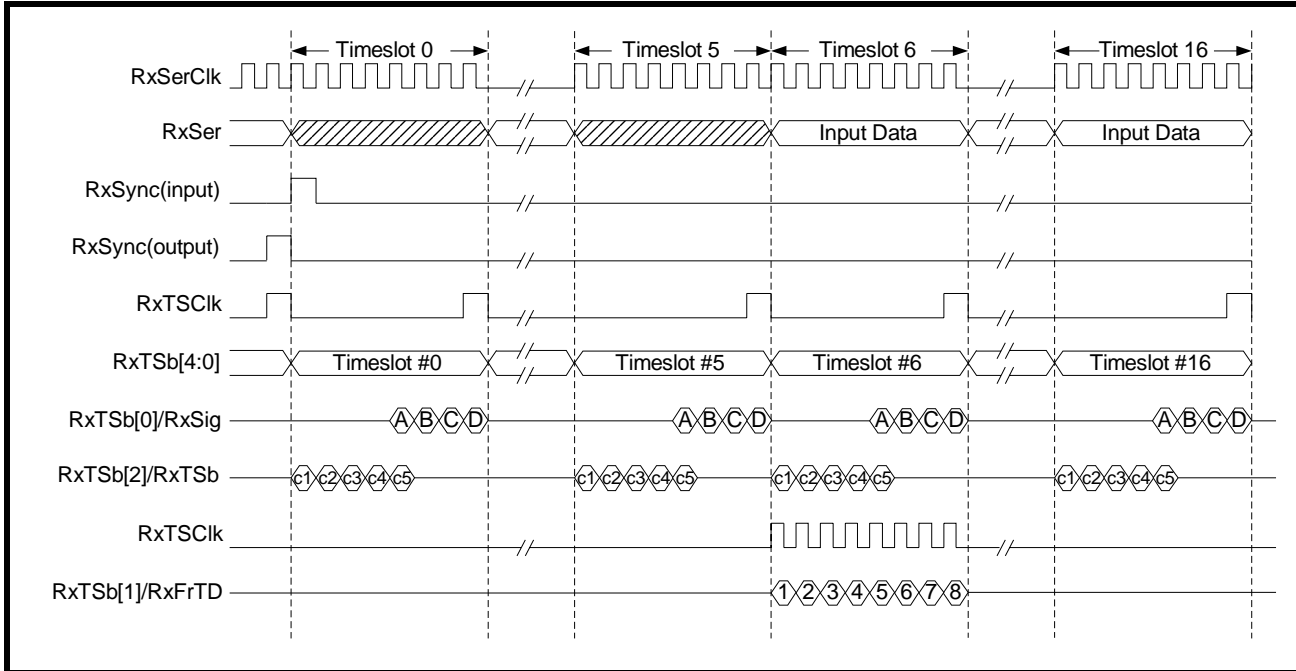 Timeslot 0 Timeslot 5 Timeslot 6 Timeslot 16
RxSerClk
RxSer Input Data Input Data
RxSync(input)
RxSync(output)
RxTSClk
RxTSb[4:0] Timeslot #0 Timeslot #5 Timeslot #6 Timeslot #16
RxTSb[0]/RxSig A B C D A B C D A B C D A B C D
RxTSb[2]/RxTSb c1 c2 c3 c4 c5 c1 c2 c3 c4 c5 c1 c2 c3 c4 c5 c1 c2 c3 c4 c5
RxTSClk
RxTSb[1]/RxFrTD 1 2 3 4 5 6 7 8